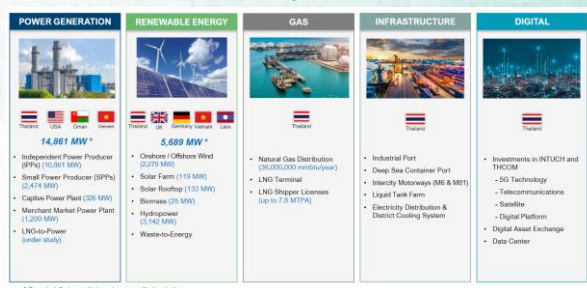 POWER GENERATION
Thailand
USA
Oman
Vietnam
14,861 MW *
• Independent Power Producer
(IPPs) (10,861 MW)
• Small Power Producer (SPPs)
(2,474 MW)
• Captive Power Plant (326 MW)
• Merchant Market Power Plant
(1,200 MW)
• LNG-to-Power
(under study)
RENEWABLE ENERGY
Thailand
UK
Germany
Vietnam
Laos
5,689 MW *
• Onshore / Offshore Wind
(2,270 MW)
• Solar Farm (119 MW)
• Solar Rooftop (133 MW)
• Biomass (25 MW)
• Hydropower
(3,142 MW)
• Waste-to-Energy
GAS
Thailand
• Natural Gas Distribution
(36,000,000 mmbtu/year)
• LNG Terminal
• LNG Shipper Licenses
(up to 7.8 MTPA)
INFRASTRUCTURE
Thailand
• Industrial Port
• Deep Sea Container Port
• Intercity Motorways (M6 & M81)
• Liquid Tank Farm
• Electricity Distribution &
District Cooling System
DIGITAL
Thailand
• Investments in INTUCH and
THCOM
- 5G Technology
- Telecommunications
- Satellite
- Digital Platform
• Digital Asset Exchange
• Data Center